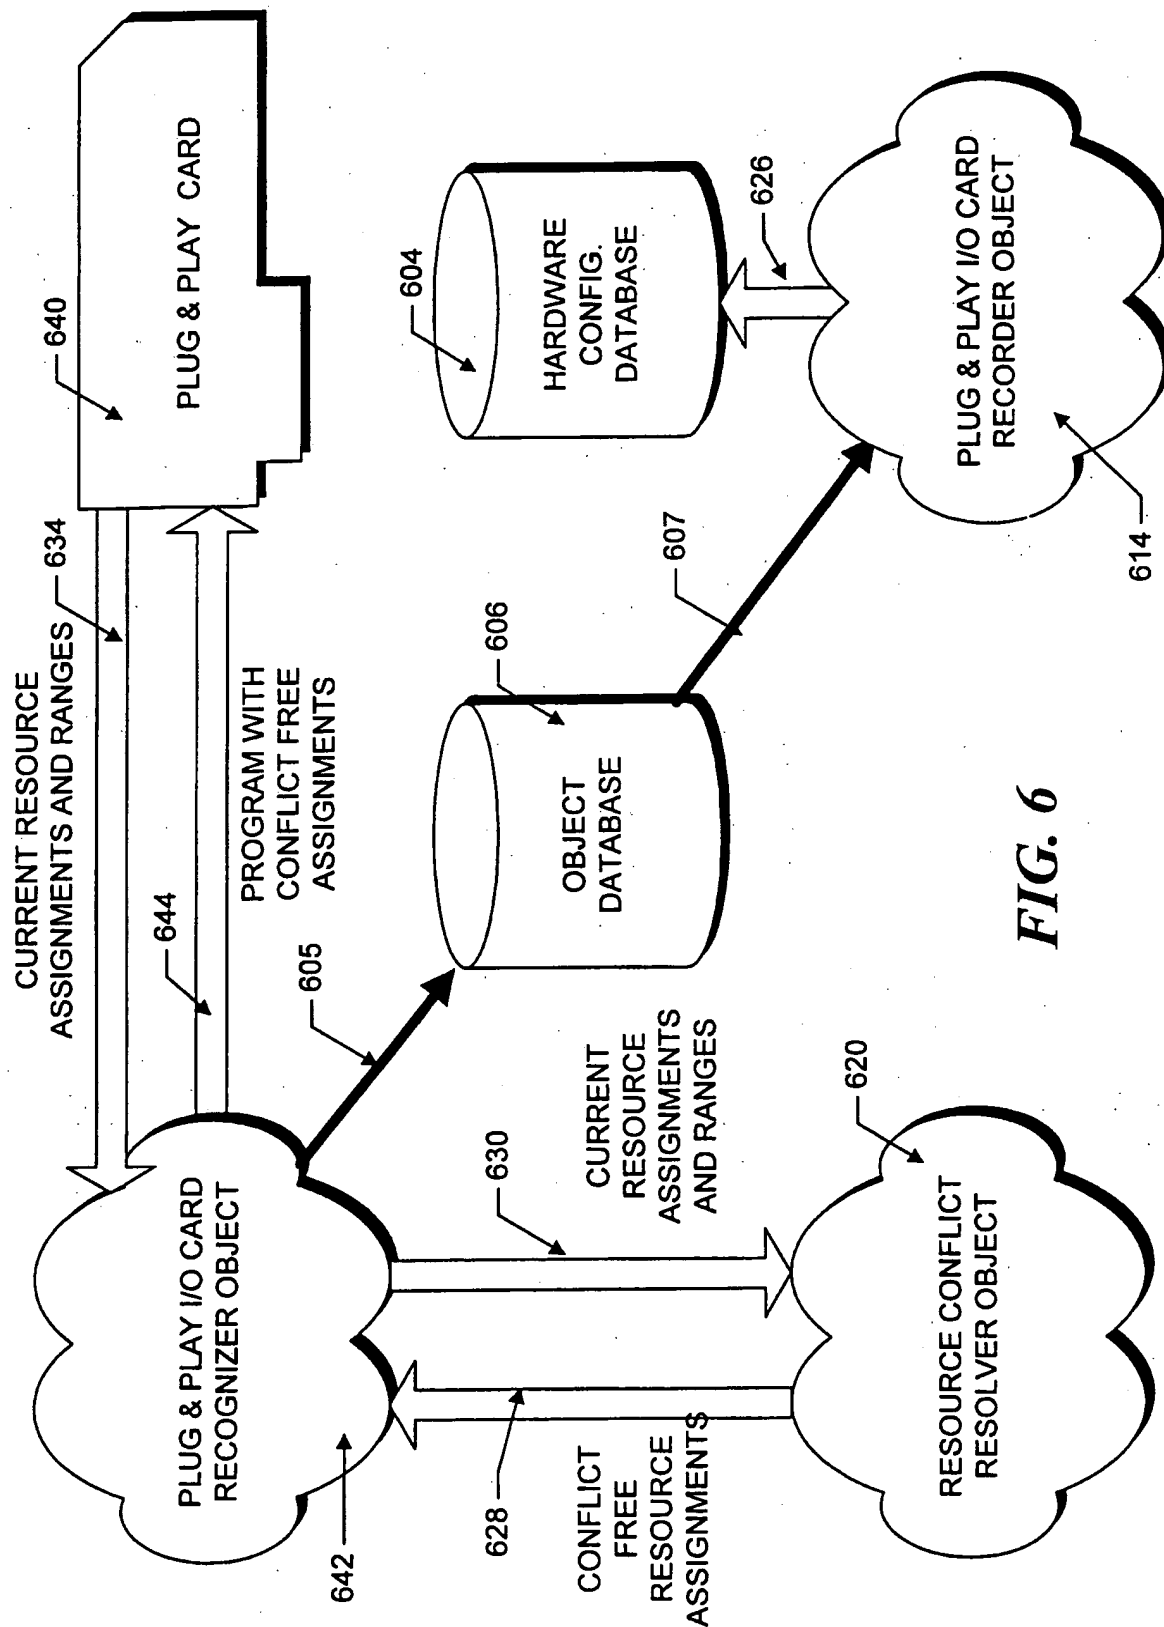 CURRENT RESOURCE
ASSIGNMENTS AND RANGES
634
640
PLUG & PLAY CARD
644
PROGRAM WITH
CONFLICT FREE
ASSIGNMENTS
PLUG & PLAY I/O CARD
RECOGNIZER OBJECT
642
605
606
OBJECT
DATABASE
604
HARDWARE
CONFIG.
DATABASE
607
626
628
CONFLICT
FREE
RESOURCE
ASSIGNMENTS
630
CURRENT
RESOURCE
ASSIGNMENTS
AND RANGES
620
RESOURCE CONFLICT
RESOLVER OBJECT
PLUG & PLAY I/O CARD
RECORDER OBJECT
614
FIG. 6